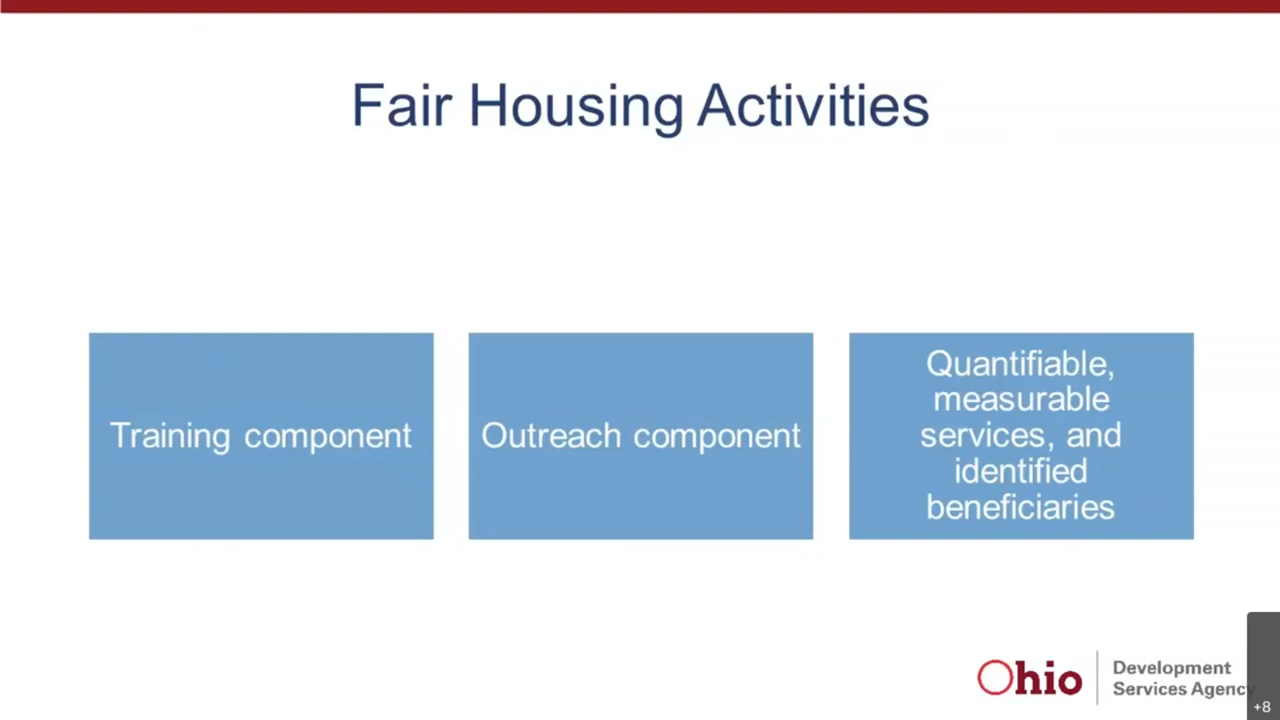 Fair Housing Activities
Training component
Outreach component
Quantifiable,
measurable
services, and
identified
beneficiaries
Ohio
Development
Services Agency
+8